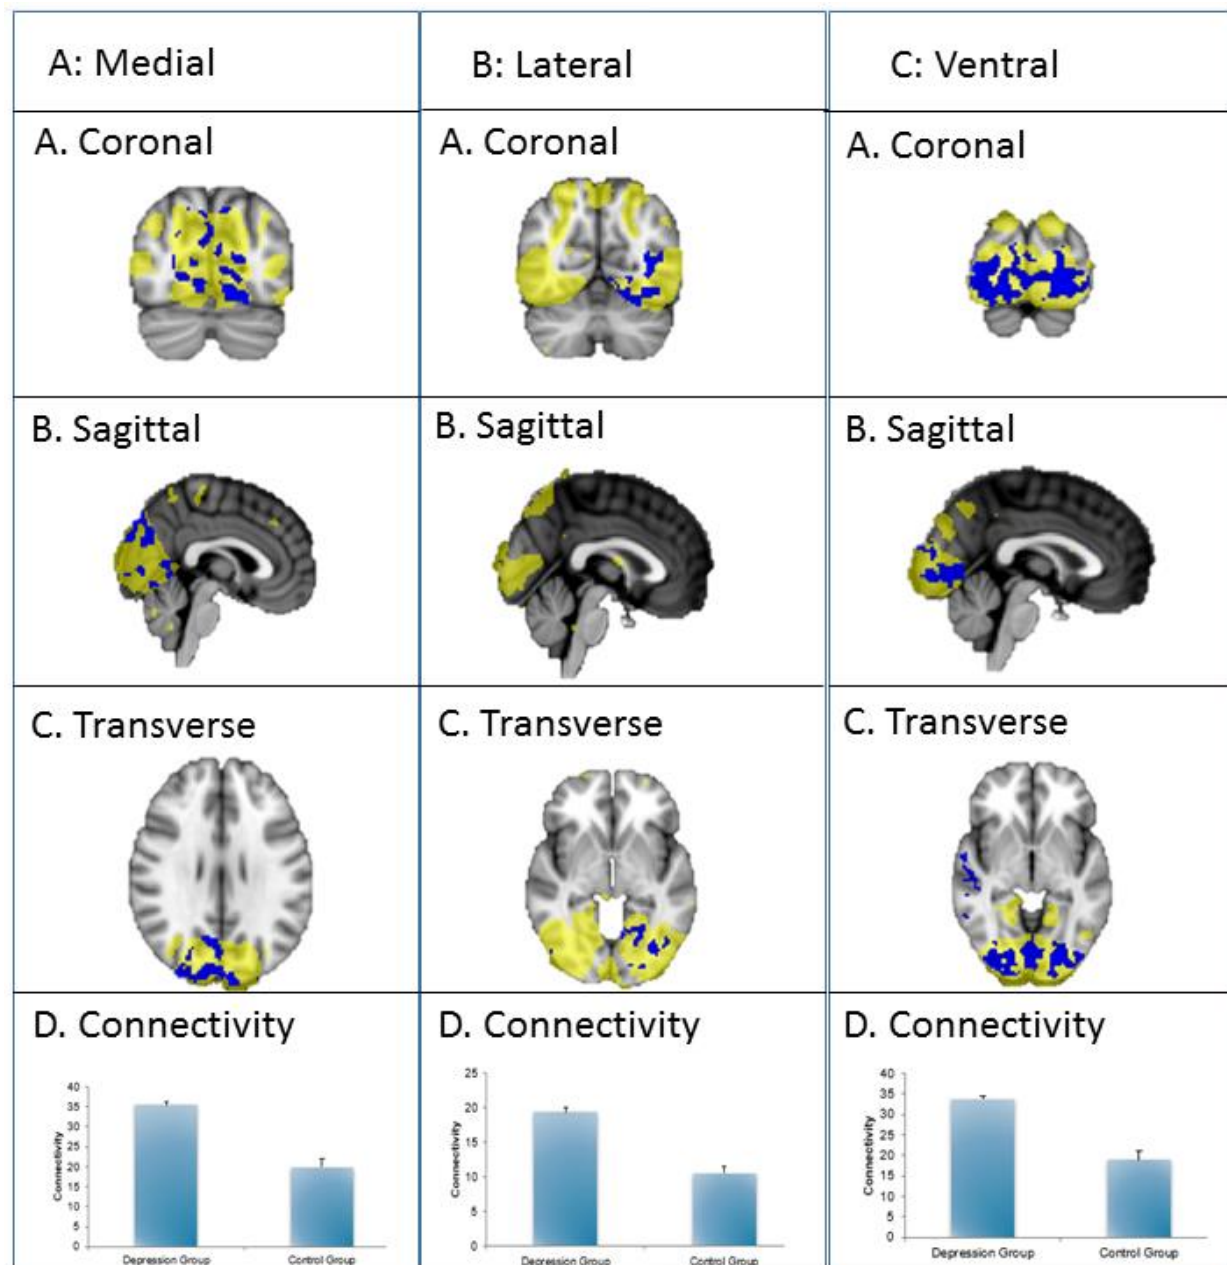 A: Medial
B: Lateral
C: Ventral
A. Coronal
A. Coronal
A. Coronal
B. Sagittal
B. Sagittal
B. Sagittal
C. Transverse
C. Transverse
C. Transverse
D. Connectivity
D. Connectivity
D. Connectivity
Connectivity
40
35
30
25
20
15
10
5
0
Depression Group
Control Group
Connectivity
25
20
15
10
5
0
Depression Group
Control Group
Connectivity
40
35
30
25
20
15
10
5
0
Depression Group
Control Group